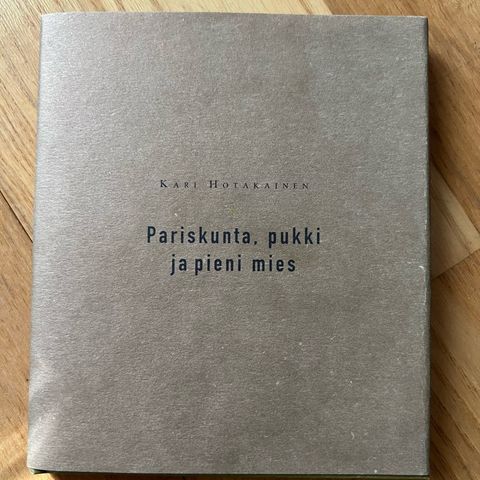 Kari Hotakainen
Pariskunta, pukki
ja pieni mies